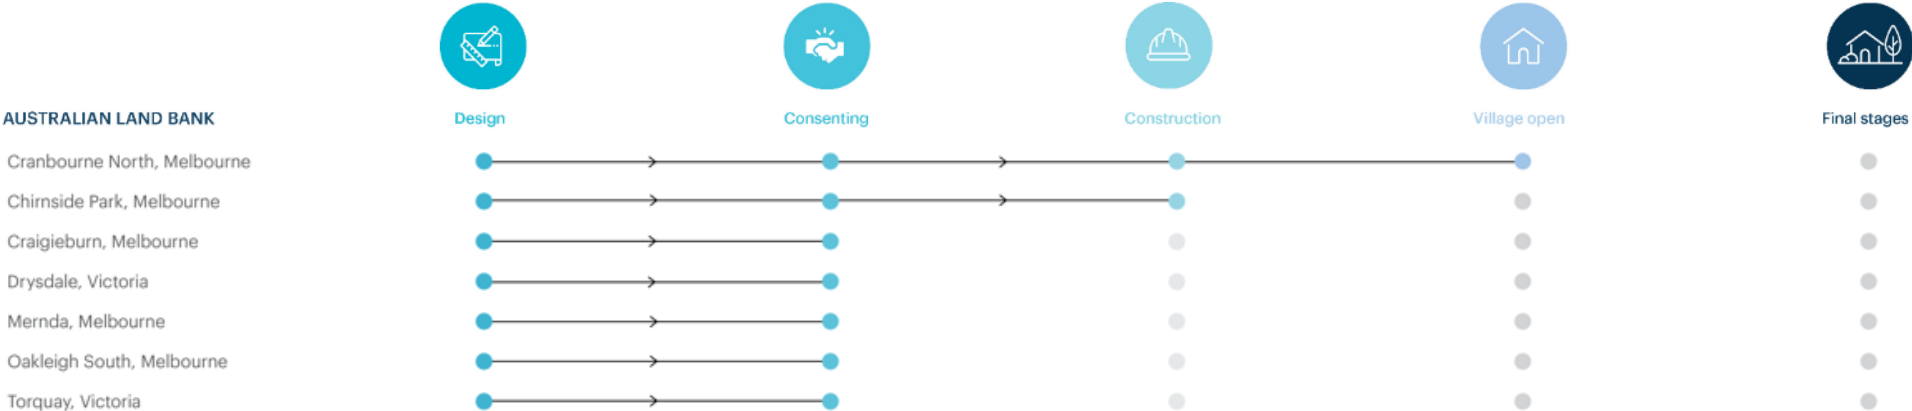 AUSTRALIAN LAND BANK Design Consenting Construction Village open Final stages
Cranbourne North, Melbourne
Chirnside Park, Melbourne
Craigieburn, Melbourne
Drysdale, Victoria
Mernda, Melbourne
Oakleigh South, Melbourne
Torquay, Victoria